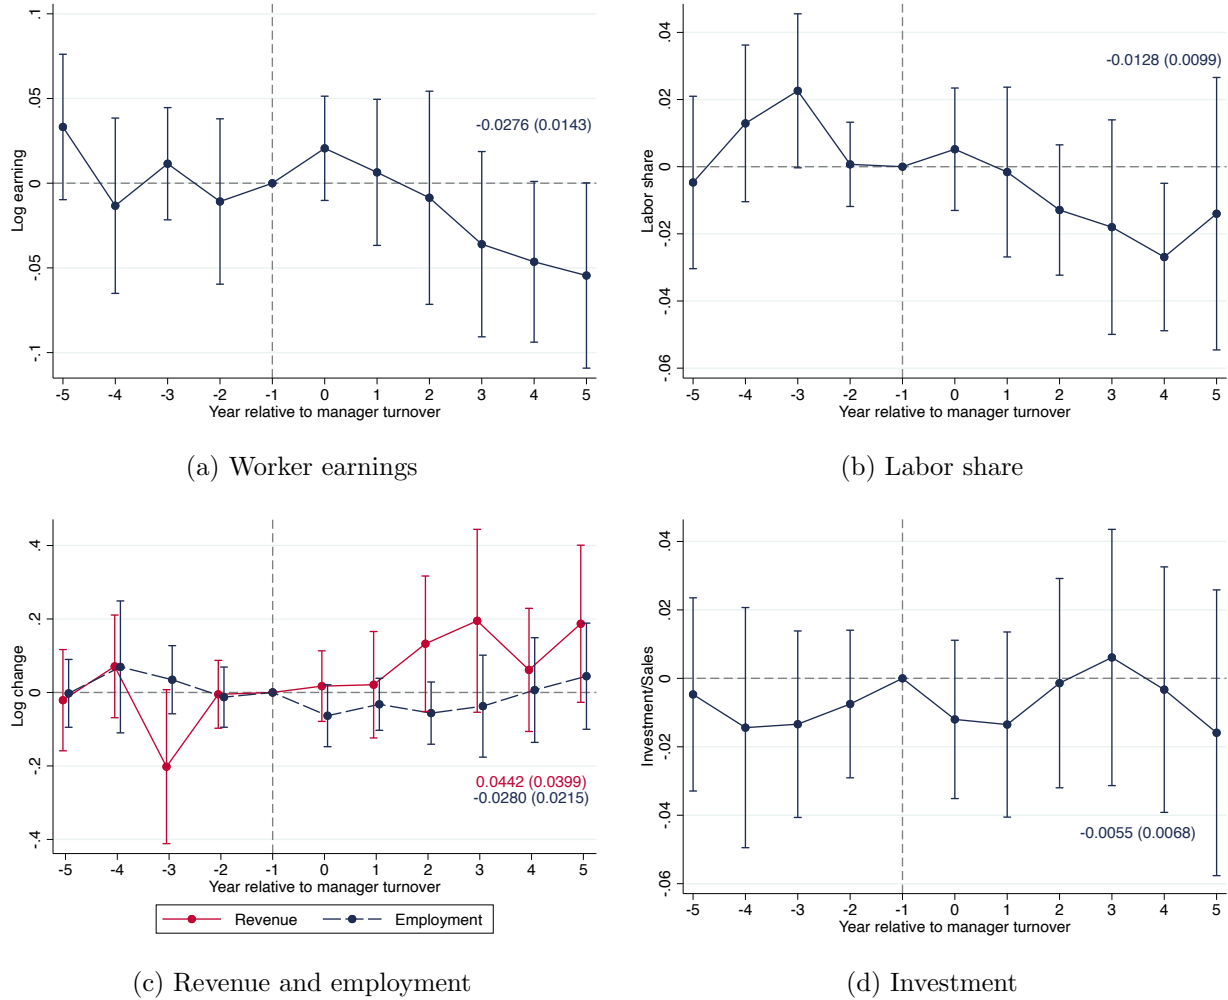 .1
.05
0
-.05
-.1
Log earning
-0.0276 (0.0143)
-5 -4 -3 -2 -1 0 1 2 3 4 5
Year relative to manager turnover
(a) Worker earnings
.04
.02
0
-.02
-.04
-.06
Labor share
-0.0128 (0.0099)
-5 -4 -3 -2 -1 0 1 2 3 4 5
Year relative to manager turnover
(b) Labor share
.4
.2
0
-.2
-.4
Log change
0.0442 (0.0399)
-0.0280 (0.0215)
-5 -4 -3 -2 -1 0 1 2 3 4 5
Year relative to manager turnover
Revenue Employment
(c) Revenue and employment
.04
.02
0
-.02
-.04
-.06
Investment/Sales
-0.0055 (0.0068)
-5 -4 -3 -2 -1 0 1 2 3 4 5
Year relative to manager turnover
(d) Investment